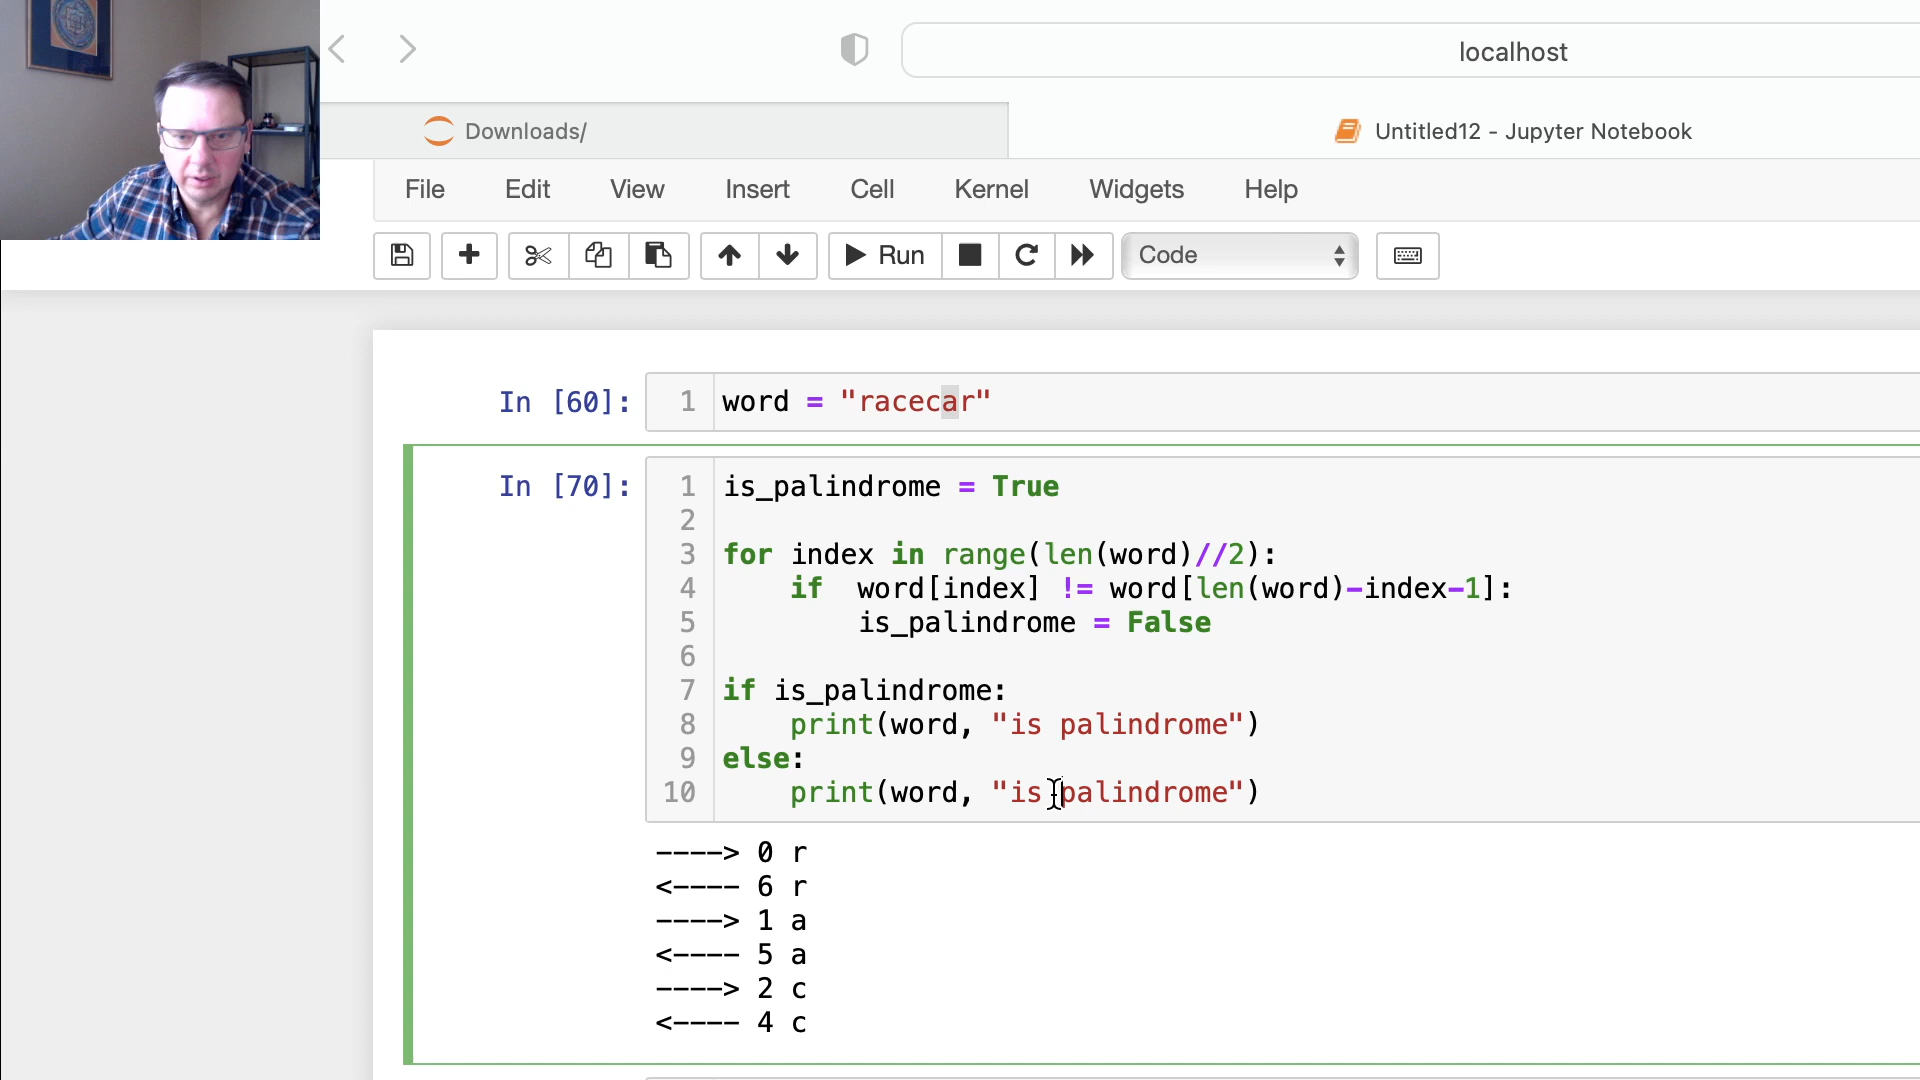 localhost
Downloads/
Untitled12 - Jupyter Notebook
File Edit View Insert Cell Kernel Widgets Help
Run Code
In [60]: 1 word = "racecar"
In [70]: 1 is_palindrome = True
2
3 for index in range(len(word)//2):
4     if  word[index] != word[len(word)-index-1]:
5         is_palindrome = False
6
7 if is_palindrome:
8     print(word, "is palindrome")
9 else:
10     print(word, "is palindrome")
----> 0 r
<---- 6 r
----> 1 a
<---- 5 a
----> 2 c
<---- 4 c